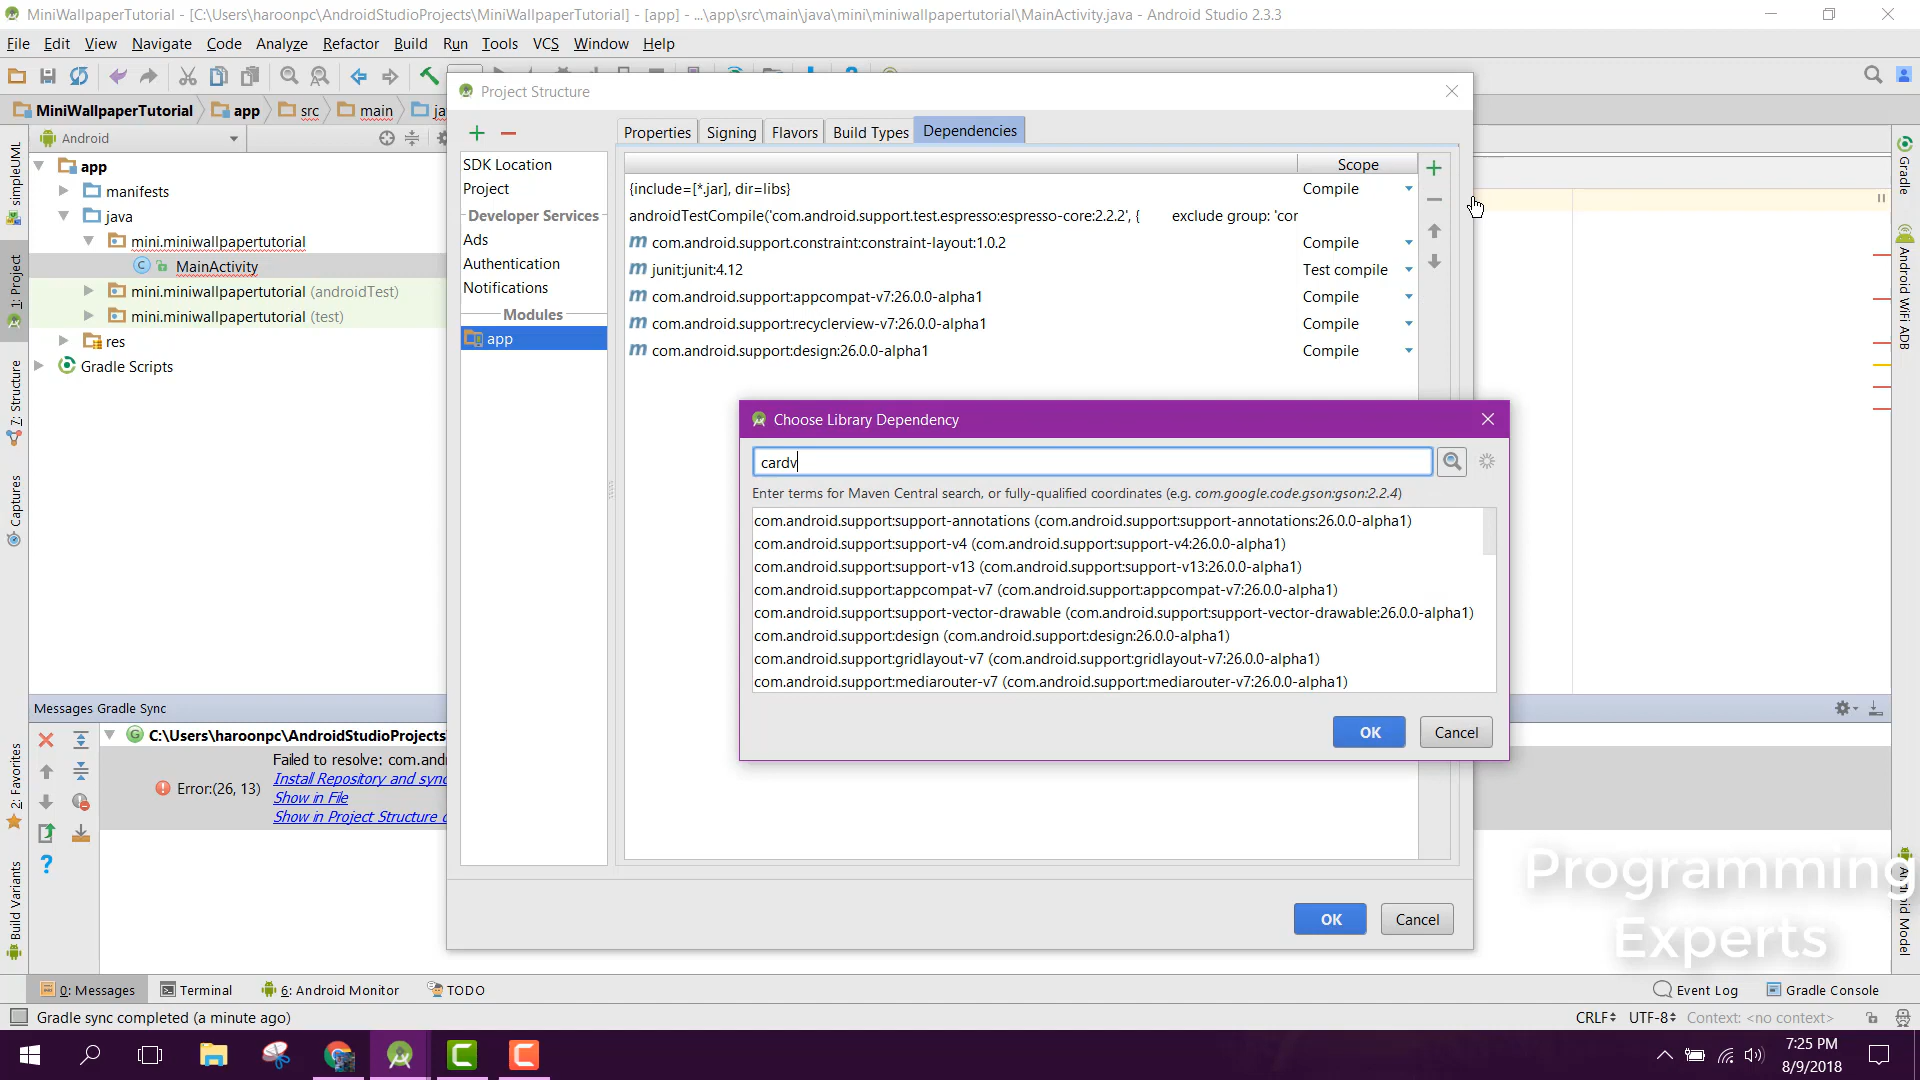 MiniWallpaperTutorial - [C:\Users\haroonpc\AndroidStudioProjects\MiniWallpaperTutorial] - [app] - ...\app\src\main\java\mini\miniwallpapertutorial\MainActivity.java - Android Studio 2.3.3
File Edit View Navigate Code Analyze Refactor Build Run Tools VCS Window Help
MiniWallpaperTutorial app src main ja
Project Structure
Android
app
manifests
java
mini.miniwallpapertutorial
MainActivity
mini.miniwallpapertutorial (androidTest)
mini.miniwallpapertutorial (test)
res
Gradle Scripts
simpleUML
1: Project
7: Structure
Captures
2: Favorites
Build Variants
SDK Location
Project
Developer Services
Ads
Authentication
Notifications
Modules
app
Properties Signing Flavors Build Types Dependencies
Scope
{include=[*.jar], dir=libs} Compile
androidTestCompile('com.android.support.test.espresso:espresso-core:2.2.2', { exclude group: 'cor
m com.android.support.constraint:constraint-layout:1.0.2 Compile
m junit:junit:4.12 Test compile
m com.android.support:appcompat-v7:26.0.0-alpha1 Compile
m com.android.support:recyclerview-v7:26.0.0-alpha1 Compile
m com.android.support:design:26.0.0-alpha1 Compile
Choose Library Dependency
cardv
Enter terms for Maven Central search, or fully-qualified coordinates (e.g. com.google.code.gson:gson:2.2.4)
com.android.support:support-annotations (com.android.support:support-annotations:26.0.0-alpha1)
com.android.support:support-v4 (com.android.support:support-v4:26.0.0-alpha1)
com.android.support:support-v13 (com.android.support:support-v13:26.0.0-alpha1)
com.android.support:appcompat-v7 (com.android.support:appcompat-v7:26.0.0-alpha1)
com.android.support:support-vector-drawable (com.android.support:support-vector-drawable:26.0.0-alpha1)
com.android.support:design (com.android.support:design:26.0.0-alpha1)
com.android.support:gridlayout-v7 (com.android.support:gridlayout-v7:26.0.0-alpha1)
com.android.support:mediarouter-v7 (com.android.support:mediarouter-v7:26.0.0-alpha1)
OK Cancel
OK Cancel
Gradle
Android WiFi ADB
Android Model
Messages Gradle Sync
C:\Users\haroonpc\AndroidStudioProjects
Failed to resolve: com.andr
Error:(26, 13)
Install Repository and sync
Show in File
Show in Project Structure d
Programming
Experts
0: Messages Terminal 6: Android Monitor TODO Event Log Gradle Console
Gradle sync completed (a minute ago) CRLF UTF-8 Context: <no context>
7:25 PM
8/9/2018